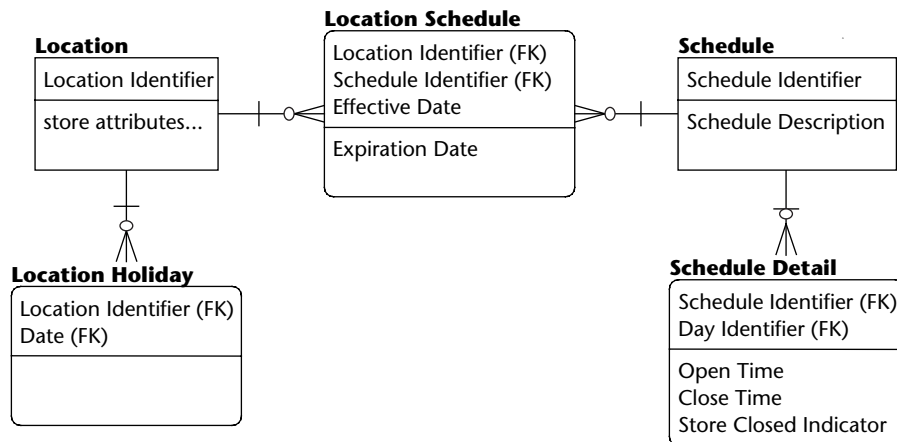 Location Schedule
Location Identifier (FK)
Schedule Identifier (FK)
Effective Date
Expiration Date
Location
Location Identifier
store attributes...
Schedule
Schedule Identifier
Schedule Description
Location Holiday
Location Identifier (FK)
Date (FK)
Schedule Detail
Schedule Identifier (FK)
Day Identifier (FK)
Open Time
Close Time
Store Closed Indicator